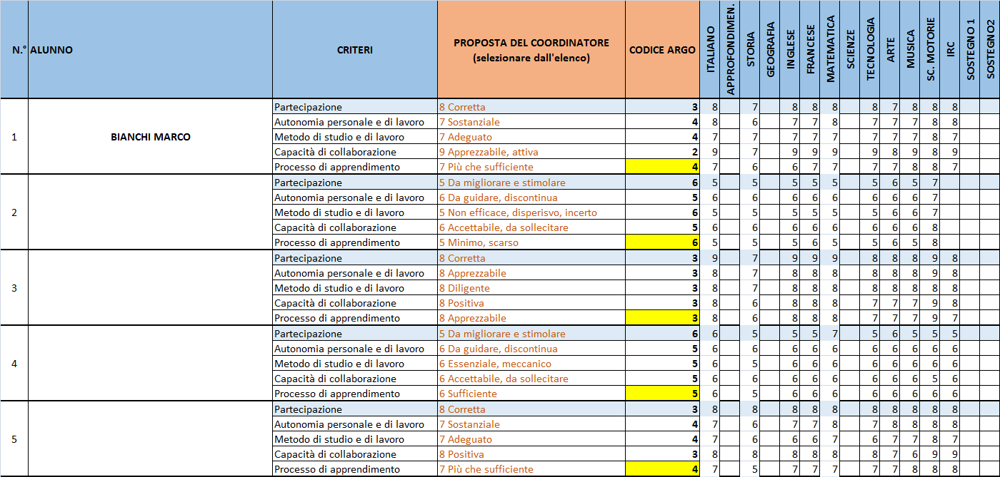 N.° ALUNNO CRITERI PROPOSTA DEL COORDINATORE (selezionare dall'elenco) CODICE ARGO ITALIANO APPROFONDIMEN. STORIA GEOGRAFIA INGLESE FRANCESE MATEMATICA SCIENZE TECNOLOGIA ARTE MUSICA SC. MOTORIE IRC SOSTEGNO 1 SOSTEGNO2
1 BIANCHI MARCO
Partecipazione 8 Corretta 3 8 7 8 8 8 8 7 8 8 8
Autonomia personale e di lavoro 7 Sostanziale 4 8 6 7 7 8 7 7 7 8 8
Metodo di studio e di lavoro 7 Adeguato 4 7 7 7 7 7 7 7 7 8 7
Capacità di collaborazione 9 Apprezzabile, attiva 2 9 7 9 9 9 9 8 9 8 9
Processo di apprendimento 7 Più che sufficiente 4 7 6 6 7 7 7 7 8 8 7
2
Partecipazione 5 Da migliorare e stimolare 6 5 5 5 5 5 5 6 5 7
Autonomia personale e di lavoro 6 Da guidare, discontinua 5 6 5 6 6 6 6 6 6 7
Metodo di studio e di lavoro 5 Non efficace, disperisvo, incerto 6 5 5 5 5 5 5 6 6 7
Capacità di collaborazione 6 Accettabile, da sollecitare 5 6 6 6 6 6 6 6 6 8
Processo di apprendimento 5 Minimo, scarso 6 5 5 5 6 5 5 6 5 8
3
Partecipazione 8 Corretta 3 9 7 9 9 9 8 8 8 9 8
Autonomia personale e di lavoro 8 Apprezzabile 3 8 7 8 8 8 8 8 8 9 8
Metodo di studio e di lavoro 8 Diligente 3 8 7 8 8 8 8 8 8 8 8
Capacità di collaborazione 8 Positiva 3 8 6 8 8 8 7 7 7 9 8
Processo di apprendimento 8 Apprezzabile 3 8 6 8 8 8 7 7 7 9 7
4
Partecipazione 5 Da migliorare e stimolare 6 6 5 5 5 7 5 6 5 5 5
Autonomia personale e di lavoro 6 Da guidare, discontinua 5 6 6 6 6 6 6 6 6 6 6
Metodo di studio e di lavoro 6 Essenziale, meccanico 5 6 5 6 6 6 6 6 6 6 6
Capacità di collaborazione 6 Accettabile, da sollecitare 5 6 6 6 6 6 6 6 6 5 6
Processo di apprendimento 6 Sufficiente 5 6 5 6 6 6 6 6 6 6 6
5
Partecipazione 8 Corretta 3 8 8 8 8 8 8 8 8 8 8
Autonomia personale e di lavoro 7 Sostanziale 4 7 6 7 7 8 7 8 8 8 8
Metodo di studio e di lavoro 7 Adeguato 4 7 6 6 6 7 6 7 7 8 7
Capacità di collaborazione 8 Positiva 3 8 8 8 8 8 8 7 6 9 9
Processo di apprendimento 7 Più che sufficiente 4 7 5 7 7 7 7 7 8 8 8